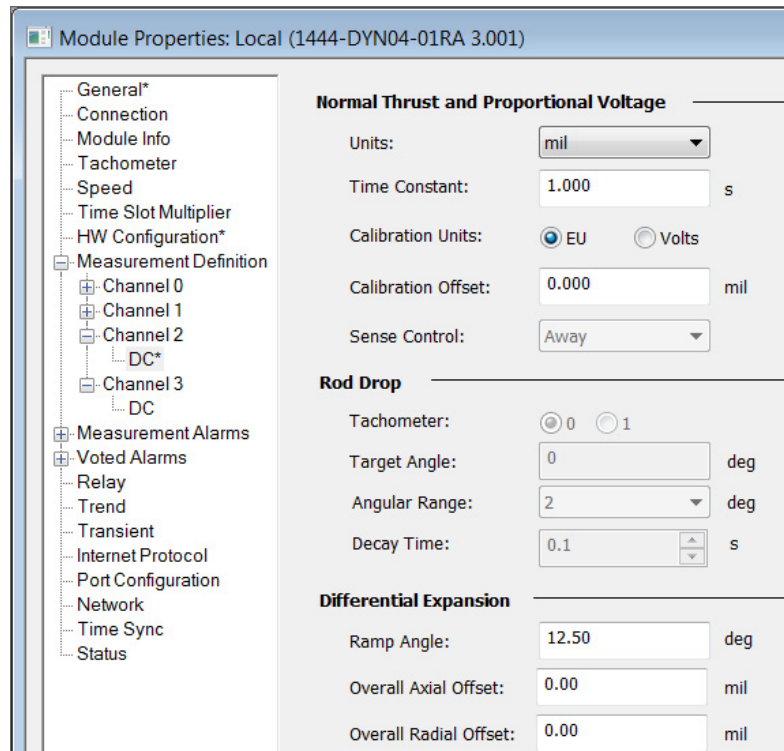 Module Properties: Local (1444-DYN04-01RA 3.001)
General*
Connection
Module Info
Tachometer
Speed
Time Slot Multiplier
HW Configuration*
Measurement Definition
Channel 0
Channel 1
Channel 2
DC*
Channel 3
DC
Measurement Alarms
Voted Alarms
Relay
Trend
Transient
Internet Protocol
Port Configuration
Network
Time Sync
Status
Normal Thrust and Proportional Voltage
Units: mil
Time Constant: 1.000 s
Calibration Units: EU Volts
Calibration Offset: 0.000 mil
Sense Control: Away
Rod Drop
Tachometer: 0 1
Target Angle: 0 deg
Angular Range: 2 deg
Decay Time: 0.1 s
Differential Expansion
Ramp Angle: 12.50 deg
Overall Axial Offset: 0.00 mil
Overall Radial Offset: 0.00 mil